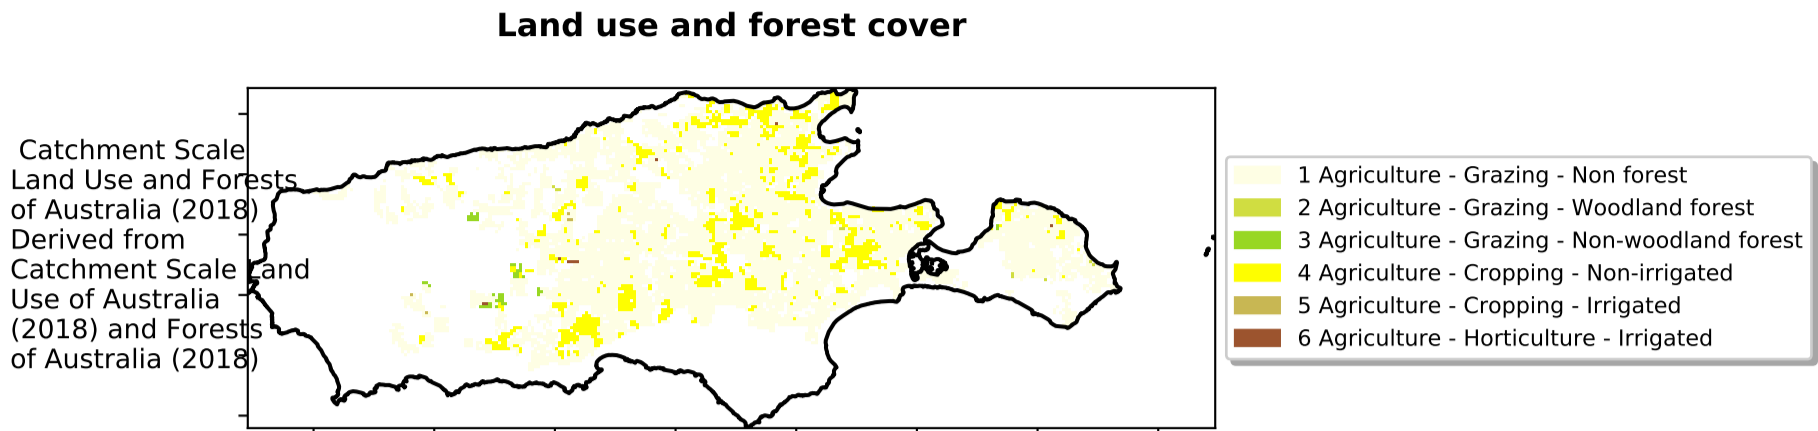 Land use and forest cover
Catchment Scale
Land Use and Forests
of Australia (2018)
Derived from
Catchment Scale Land
Use of Australia
(2018) and Forests
of Australia (2018)
1 Agriculture - Grazing - Non forest
2 Agriculture - Grazing - Woodland forest
3 Agriculture - Grazing - Non-woodland forest
4 Agriculture - Cropping - Non-irrigated
5 Agriculture - Cropping - Irrigated
6 Agriculture - Horticulture - Irrigated